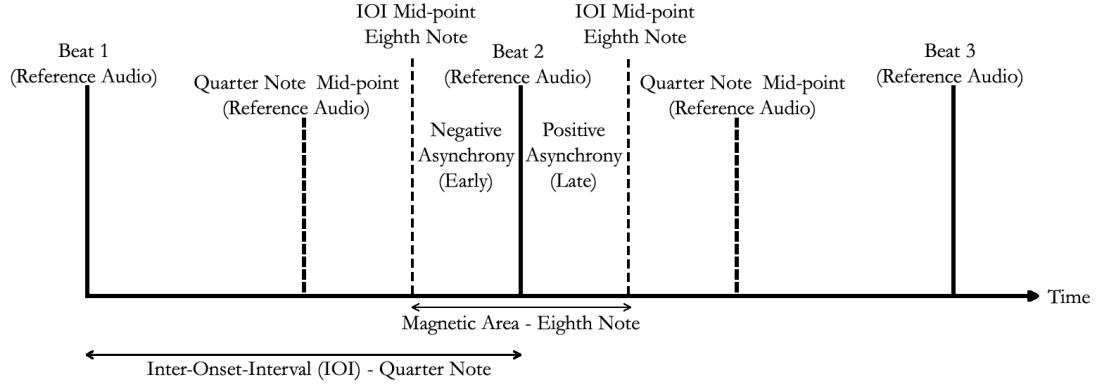 IOI Mid-point
Eighth Note
IOI Mid-point
Eighth Note
Beat 1
(Reference Audio)
Beat 2
(Reference Audio)
Beat 3
(Reference Audio)
Quarter Note Mid-point
(Reference Audio)
Quarter Note Mid-point
(Reference Audio)
Negative
Asynchrony
(Early)
Positive
Asynchrony
(Late)
Time
Magnetic Area - Eighth Note
Inter-Onset-Interval (IOI) - Quarter Note